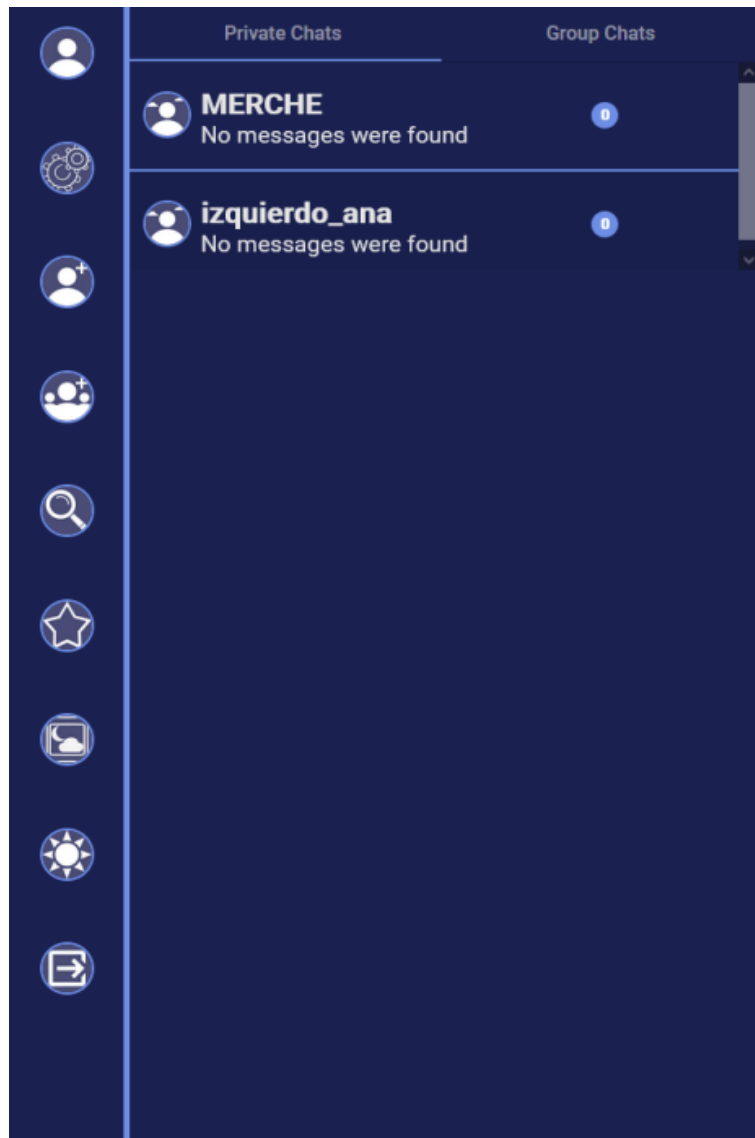 Private Chats
Group Chats
MERCHE
No messages were found
0
izquierdo_ana
No messages were found
0